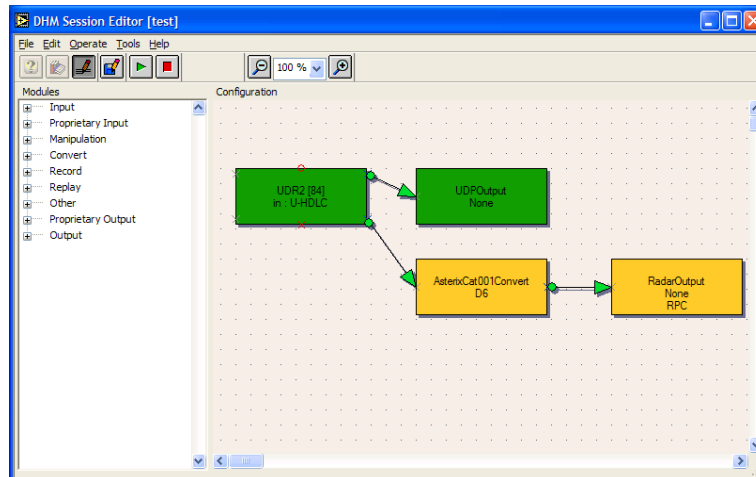 DHM Session Editor [test]
File Edit Operate Tools Help
100 %
Modules
Configuration
Input
Proprietary Input
Manipulation
Convert
Record
Replay
Other
Proprietary Output
Output
UDR2 [84]
in : U-HDLC
UDPOutput
None
AsterixCat001Convert
D6
RadarOutput
None
RPC